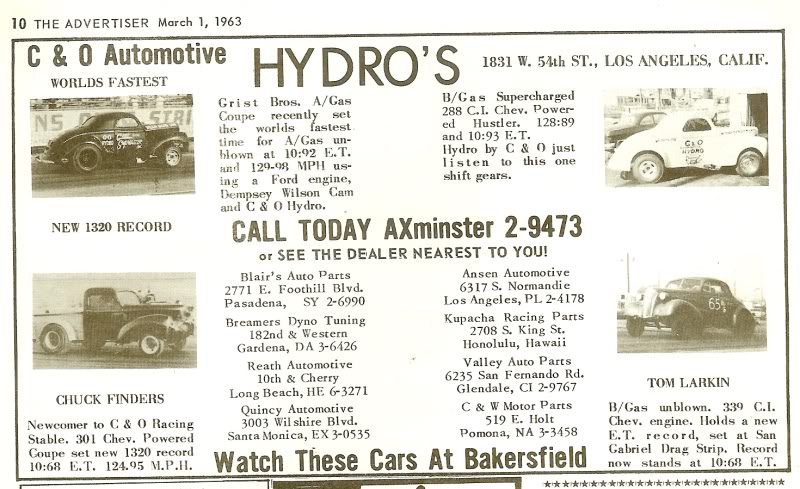 10 THE ADVERTISER March 1, 1963
C & O Automotive
HYDRO'S
1831 W. 54th ST., LOS ANGELES, CALIF.
WORLDS FASTEST
Grist Bros. A/Gas
Coupe recently set
the worlds fastest
time for A/Gas un-
blown at 10:92 E.T.
and 129-98 MPH us-
ing a Ford engine,
Dempsey Wilson Cam
and C & O Hydro.
B/Gas Supercharged
288 C.I. Chev. Power-
ed Hustler. 128:89
and 10:93 E.T.
Hydro by C & O just
listen to this one
shift gears.
C & O
HYDRO
NEW 1320 RECORD
CALL TODAY AXminster 2-9473
or SEE THE DEALER NEAREST TO YOU!
Blair's Auto Parts
2771 E. Foothill Blvd.
Pasadena, SY 2-6990
Breamers Dyno Tuning
182nd & Western
Gardena, DA 3-6426
Reath Automotive
10th & Cherry
Long Beach, HE 6-3271
Quincy Automotive
3003 Wilshire Blvd.
Santa Monica, EX 3-0535
Ansen Automotive
6317 S. Normandie
Los Angeles, PL 2-4178
Kupacha Racing Parts
2708 S. King St.
Honolulu, Hawaii
Valley Auto Parts
6235 San Fernando Rd.
Glendale, CI 2-9767
C & W Motor Parts
519 E. Holt
Pomona, NA 3-3458
CHUCK FINDERS
Newcomer to C & O Racing
Stable. 301 Chev. Powered
Coupe set new 1320 record
10:68 E.T. 124.95 M.P.H.
TOM LARKIN
B/Gas unblown. 339 C.I.
Chev. engine. Holds a new
E.T. record, set at San
Gabriel Drag Strip. Record
now stands at 10:68 E.T.
Watch These Cars At Bakersfield